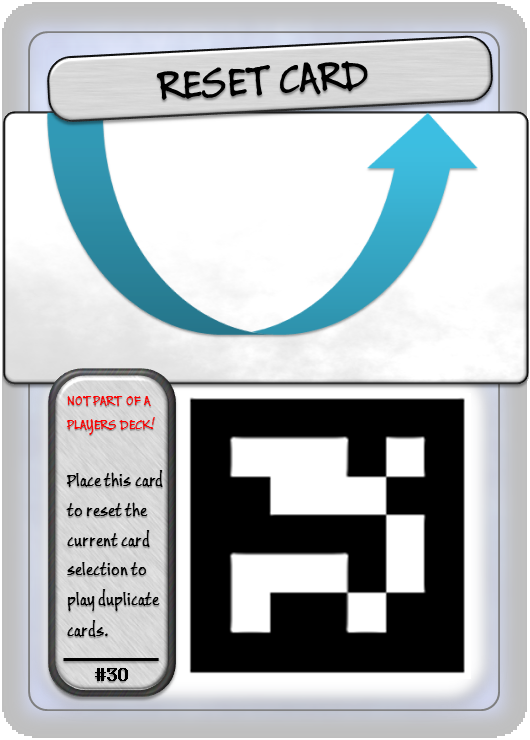 RESET CARD
NOT PART OF A
PLAYERS DECK!
Place this card
to reset the
current card
selection to
play duplicate
cards.
#30